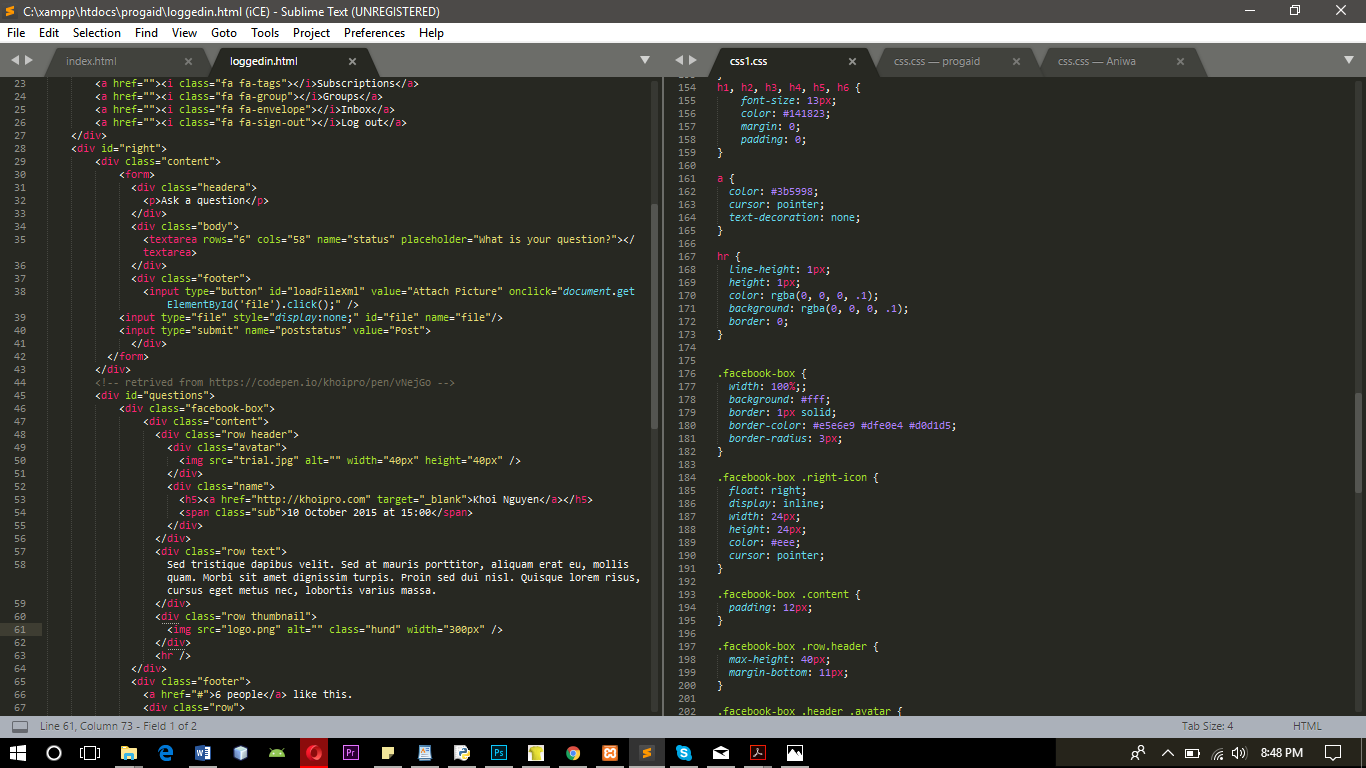 C:\xampp\htdocs\progaid\loggedin.html (iCE) - Sublime Text (UNREGISTERED)
File Edit Selection Find View Goto Tools Project Preferences Help
index.html loggedin.html
23 <a href=""><i class="fa fa-tags"></i>Subscriptions</a>
24 <a href=""><i class="fa fa-group"></i>Groups</a>
25 <a href=""><i class="fa fa-envelope"></i>Inbox</a>
26 <a href=""><i class="fa fa-sign-out"></i>Log out</a>
27 </div>
28 <div id="right">
29 <div class="content">
30 <form>
31 <div class="headera">
32 <p>Ask a question</p>
33 </div>
34 <div class="body">
35 <textarea rows="6" cols="58" name="status" placeholder="What is your question?"></
textarea>
36 </div>
37 <div class="footer">
38 <input type="button" id="loadFileXml" value="Attach Picture" onclick="document.get
ElementById('file').click();" />
39 <input type="file" style="display:none;" id="file" name="file"/>
40 <input type="submit" name="poststatus" value="Post">
41 </div>
42 </form>
43 </div>
44 <!-- retrived from https://codepen.io/khoipro/pen/vNejGo -->
45 <div id="questions">
46 <div class="facebook-box">
47 <div class="content">
48 <div class="row header">
49 <div class="avatar">
50 <img src="trial.jpg" alt="" width="40px" height="40px" />
51 </div>
52 <div class="name">
53 <h5><a href="http://khoipro.com" target="_blank">Khoi Nguyen</a></h5>
54 <span class="sub">10 October 2015 at 15:00</span>
55 </div>
56 </div>
57 <div class="row text">
58 Sed tristique dapibus velit. Sed at mauris porttitor, aliquam erat eu, mollis
quam. Morbi sit amet dignissim turpis. Proin sed dui nisl. Quisque lorem risus,
cursus eget metus nec, lobortis varius massa.
59 </div>
60 <div class="row thumbnail">
61 <img src="logo.png" alt="" class="hund" width="300px" />
62 </div>
63 <hr />
64 </div>
65 <div class="footer">
66 <a href="#">6 people</a> like this.
67 <div class="row">
css1.css css.css — progaid css.css — Aniwa
153 }
154 h1, h2, h3, h4, h5, h6 {
155 font-size: 13px;
156 color: #141823;
157 margin: 0;
158 padding: 0;
159 }
160
161 a {
162 color: #3b5998;
163 cursor: pointer;
164 text-decoration: none;
165 }
166
167 hr {
168 line-height: 1px;
169 height: 1px;
170 color: rgba(0, 0, 0, .1);
171 background: rgba(0, 0, 0, .1);
172 border: 0;
173 }
174
175
176 .facebook-box {
177 width: 100%;;
178 background: #fff;
179 border: 1px solid;
180 border-color: #e5e6e9 #dfe0e4 #d0d1d5;
181 border-radius: 3px;
182 }
183
184 .facebook-box .right-icon {
185 float: right;
186 display: inline;
187 width: 24px;
188 height: 24px;
189 color: #eee;
190 cursor: pointer;
191 }
192
193 .facebook-box .content {
194 padding: 12px;
195 }
196
197 .facebook-box .row.header {
198 max-height: 40px;
199 margin-bottom: 11px;
200 }
201
202 .facebook-box .header .avatar {
Line 61, Column 73 - Field 1 of 2 Tab Size: 4 HTML
Pr Ps 8:48 PM